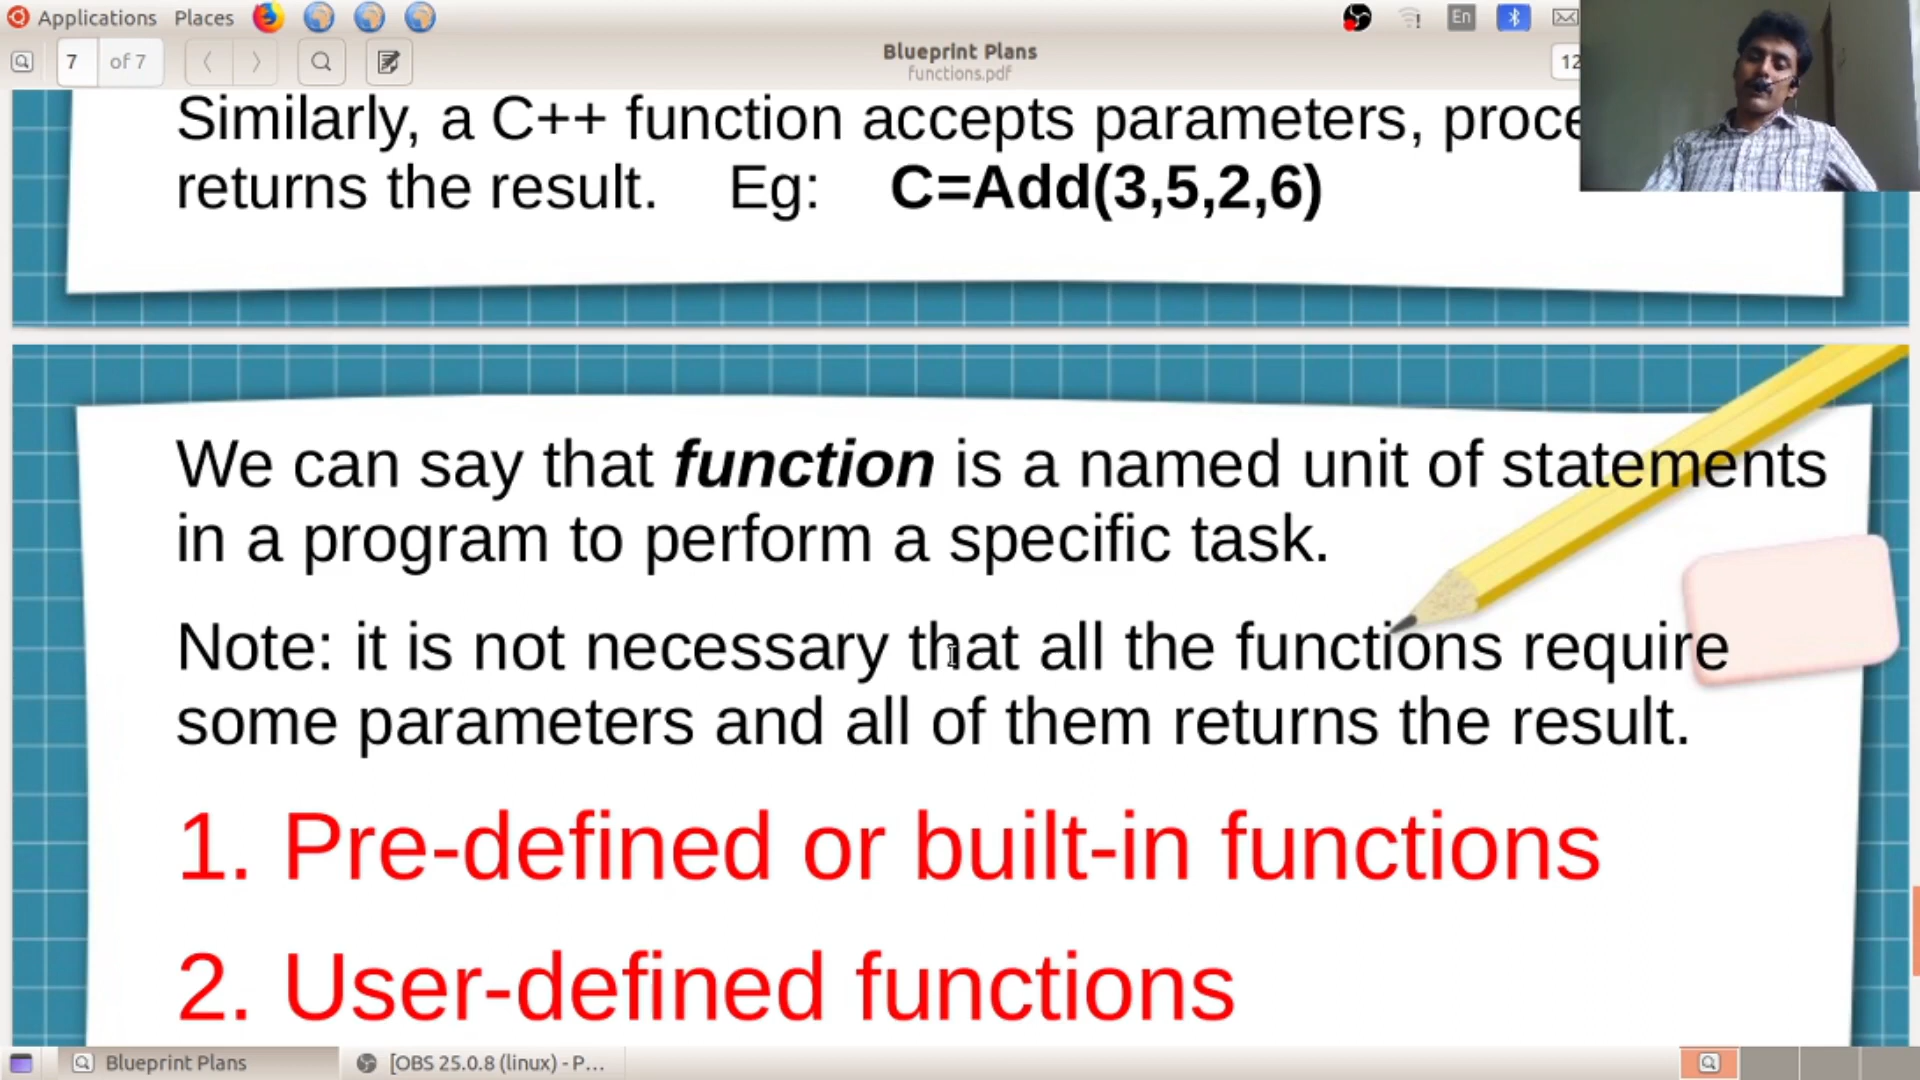 Applications Places En
7 of 7 Blueprint Plans 12
functions.pdf
Similarly, a C++ function accepts parameters,
returns the result. Eg: C=Add(3,5,2,6)
We can say that function is a named unit of statements
in a program to perform a specific task.
Note: it is not necessary that all the functions require
some parameters and all of them returns the result.
1. Pre-defined or built-in functions
2. User-defined functions
Blueprint Plans [OBS 25.0.8 (linux) - P...